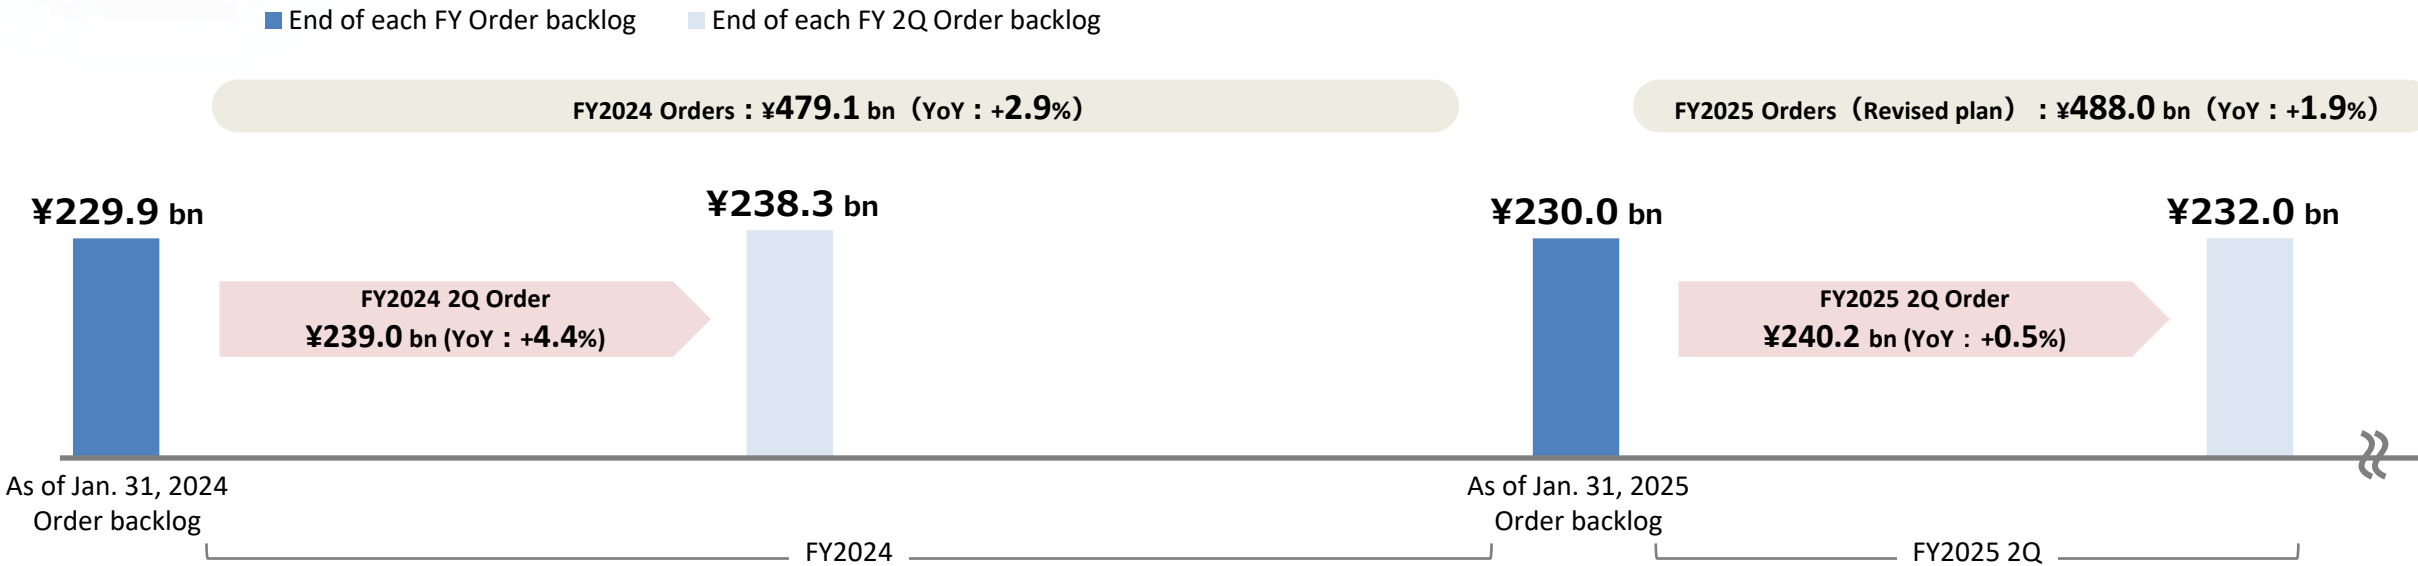 End of each FY Order backlog
End of each FY 2Q Order backlog
FY2024 Orders：¥479.1 bn（YoY：+2.9%）
FY2025 Orders（Revised plan）：¥488.0 bn（YoY：+1.9%）
¥229.9 bn
¥238.3 bn
¥230.0 bn
¥232.0 bn
FY2024 2Q Order
¥239.0 bn (YoY：+4.4%)
FY2025 2Q Order
¥240.2 bn (YoY：+0.5%)
As of Jan. 31, 2024
Order backlog
As of Jan. 31, 2025
Order backlog
FY2024
FY2025 2Q